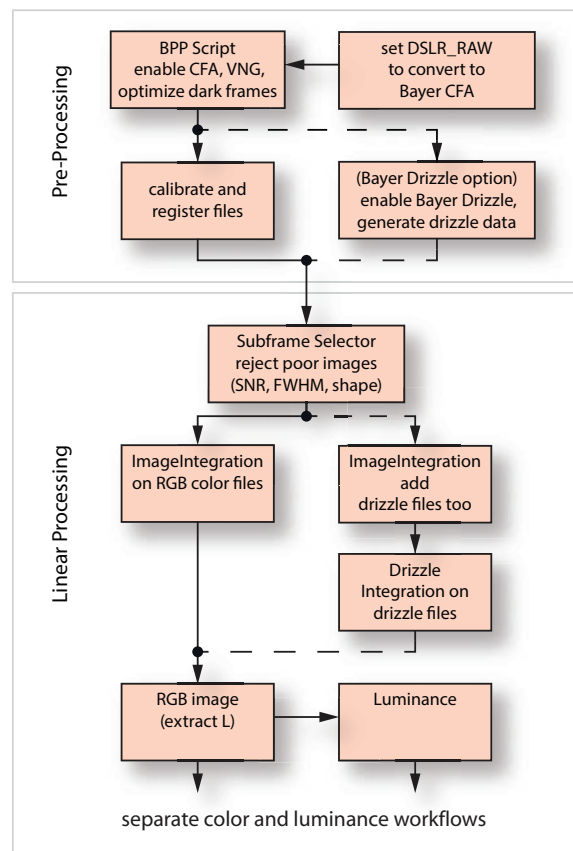 Pre-Processing
BPP Script
enable CFA, VNG,
optimize dark frames
set DSLR_RAW
to convert to
Bayer CFA
calibrate and
register files
(Bayer Drizzle option)
enable Bayer Drizzle,
generate drizzle data
Linear Processing
Subframe Selector
reject poor images
(SNR, FWHM, shape)
ImageIntegration
on RGB color files
ImageIntegration
add
drizzle files too
Drizzle
Integration on
drizzle files
RGB image
(extract L)
Luminance
separate color and luminance workflows